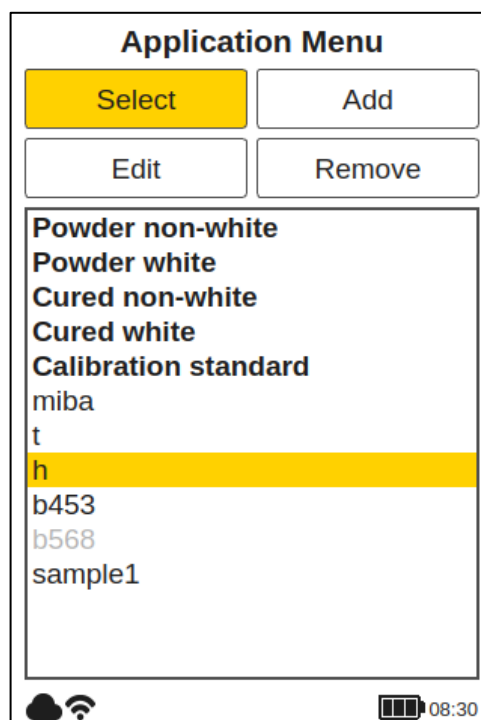 Application Menu
Select Add
Edit Remove
Powder non-white
Powder white
Cured non-white
Cured white
Calibration standard
miba
t
h
b453
b568
sample1
08:30